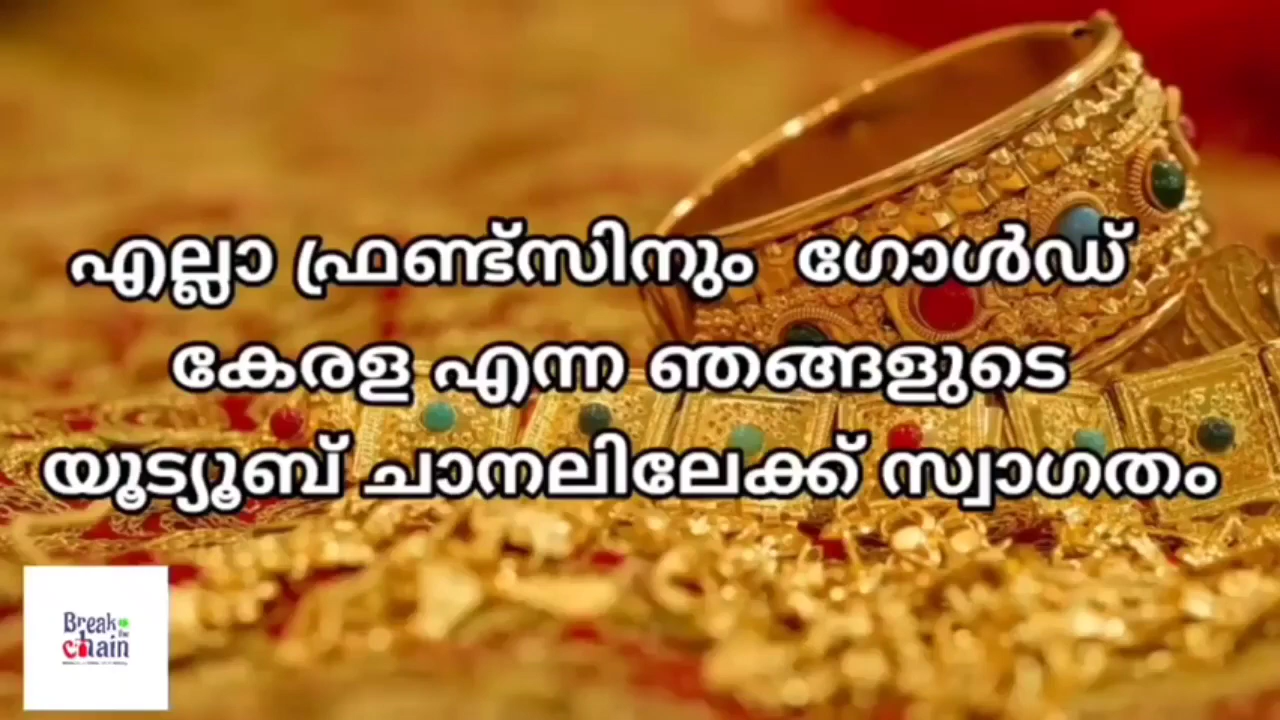 എല്ലാ ഫ്രണ്ട്സിനും ഗോൾഡ്
കേരള എന്ന ഞങ്ങളുടെ
യൂട്യൂബ് ചാനലിലേക്ക് സ്വാഗതം
Break the
chain